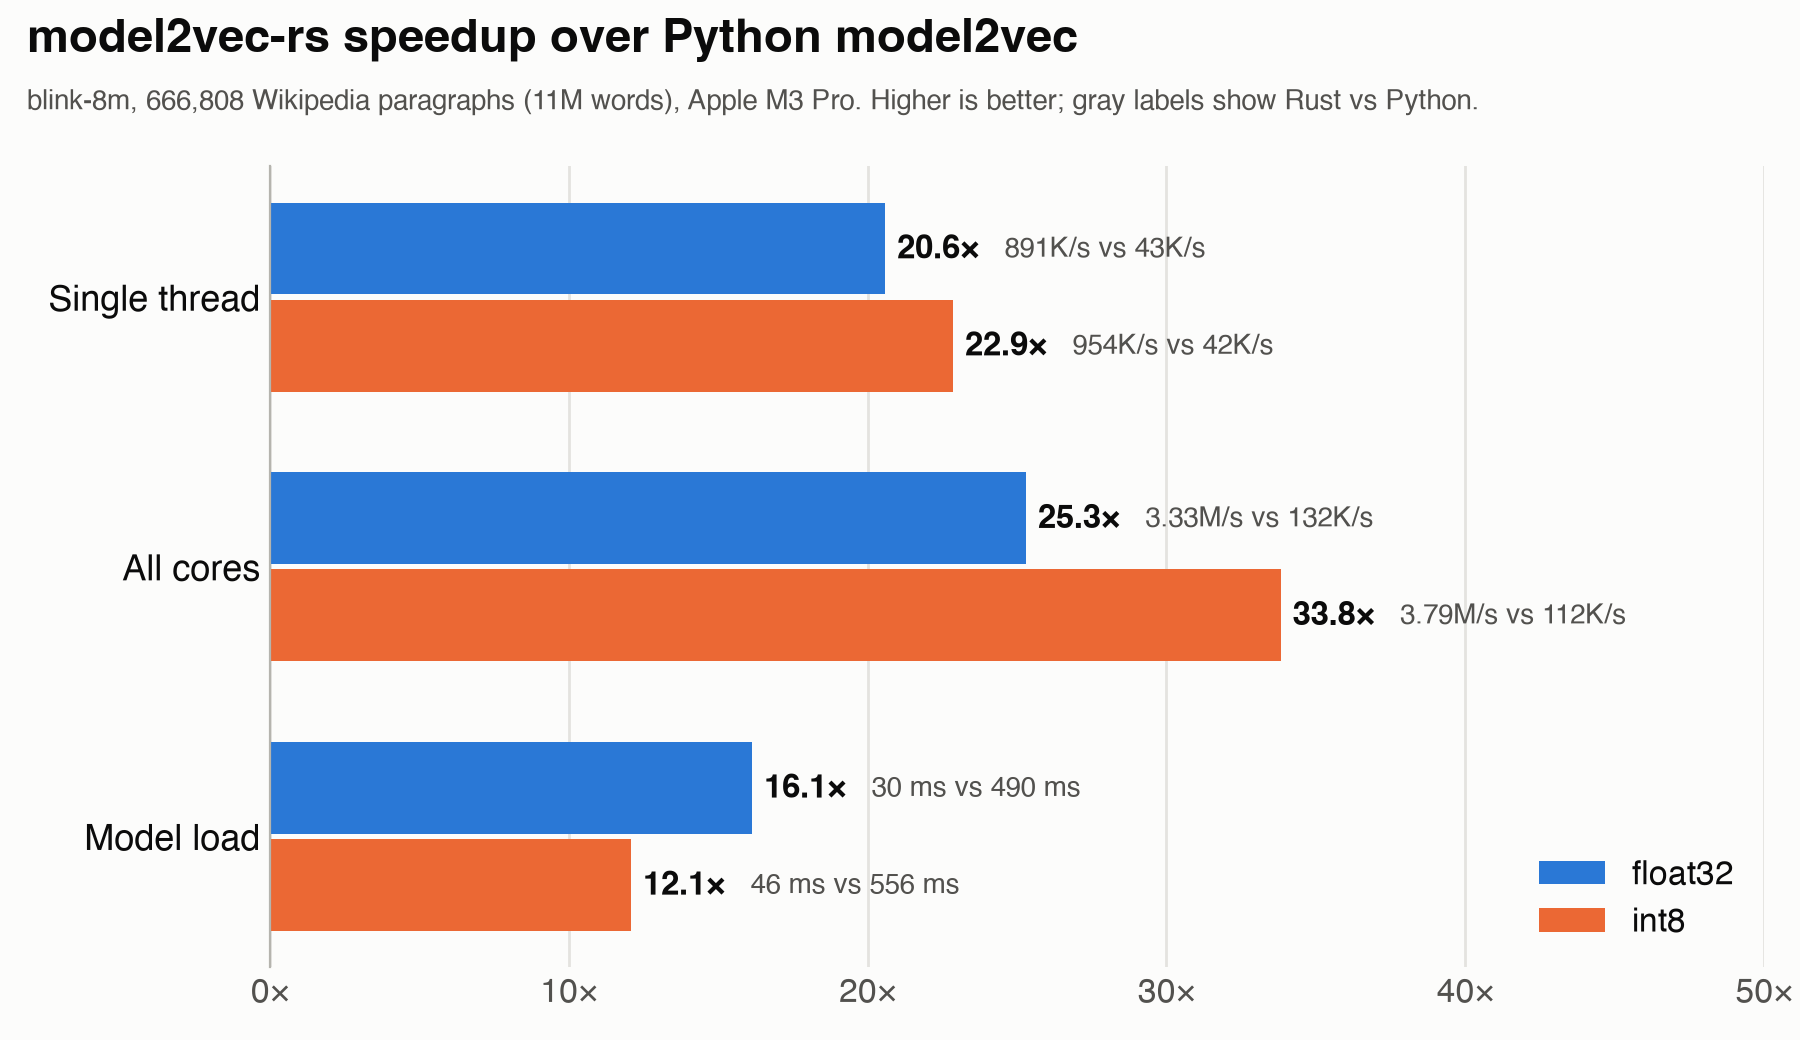 model2vec-rs speedup over Python model2vec
blink-8m, 666,808 Wikipedia paragraphs (11M words), Apple M3 Pro. Higher is better; gray labels show Rust vs Python.
20.6× 891K/s vs 43K/s
Single thread
22.9× 954K/s vs 42K/s
25.3× 3.33M/s vs 132K/s
All cores
33.8× 3.79M/s vs 112K/s
16.1× 30 ms vs 490 ms
Model load
12.1× 46 ms vs 556 ms
float32
int8
0× 10× 20× 30× 40× 50×